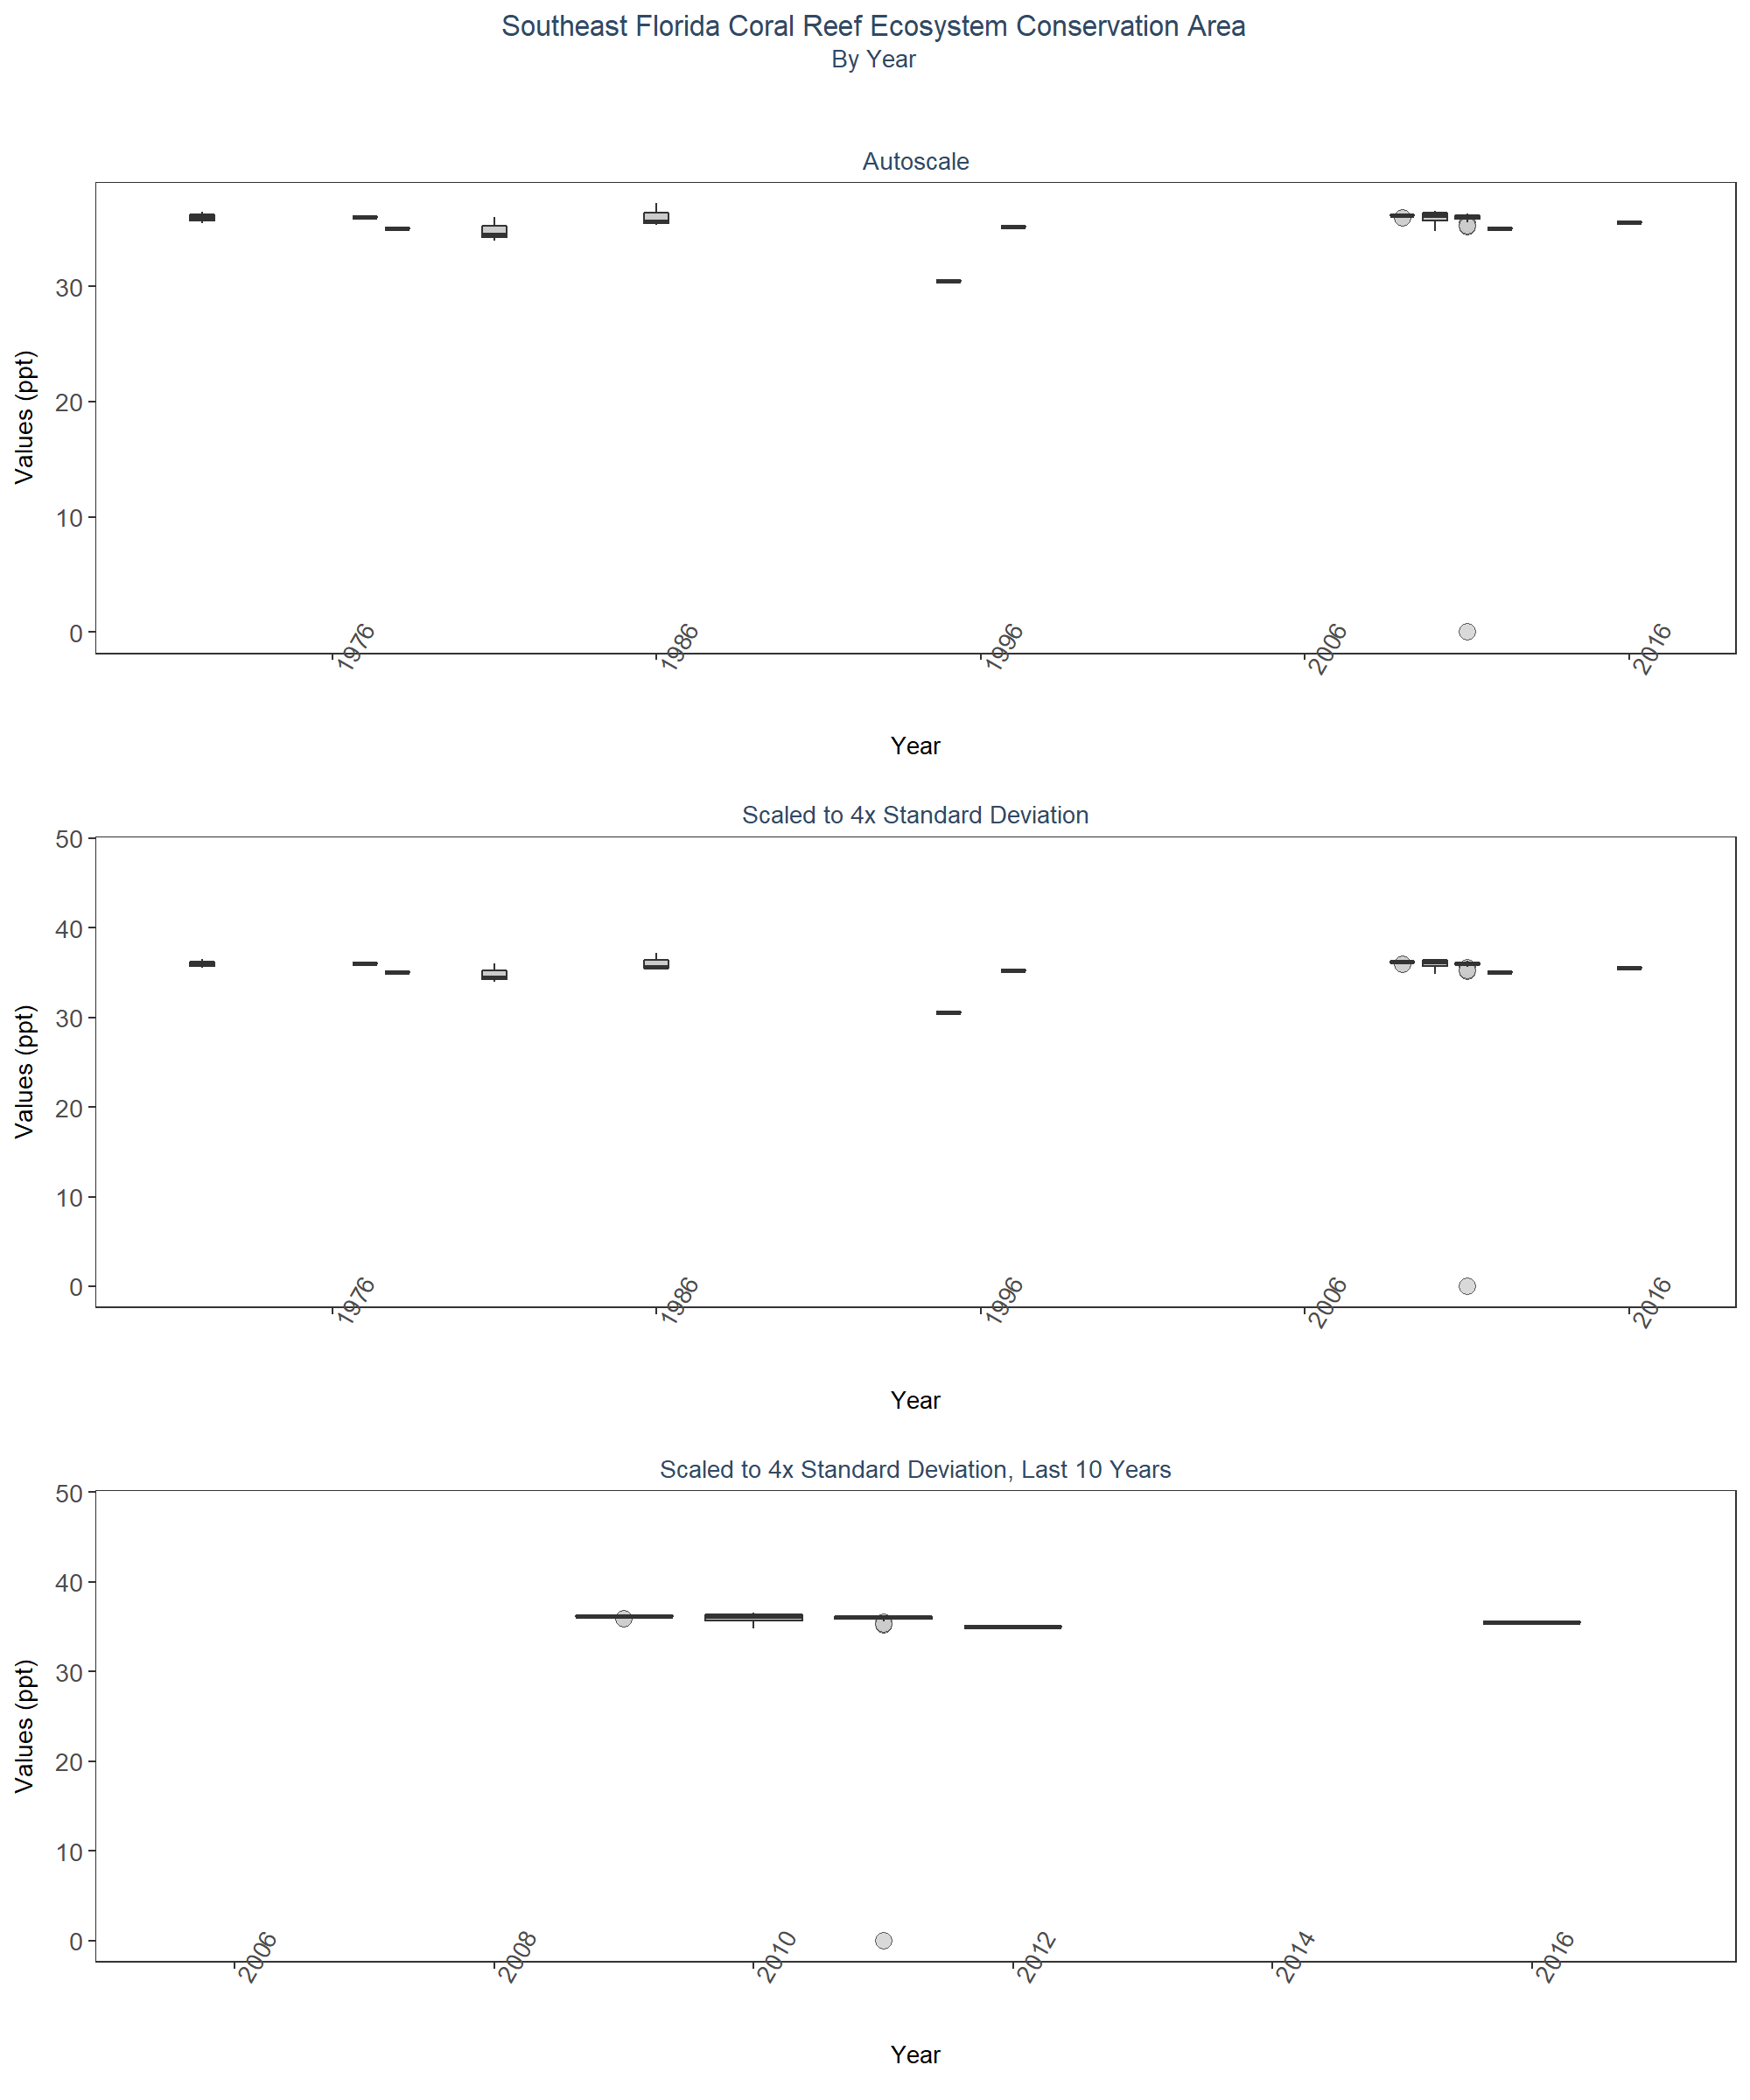 Southeast Florida Coral Reef Ecosystem Conservation Area
By Year
Autoscale
Values (ppt)
30
20
10
0
1976 1986 1996 2006 2016
Year
Scaled to 4x Standard Deviation
Values (ppt)
50
40
30
20
10
0
1976 1986 1996 2006 2016
Year
Scaled to 4x Standard Deviation, Last 10 Years
Values (ppt)
50
40
30
20
10
0
2006 2008 2010 2012 2014 2016
Year